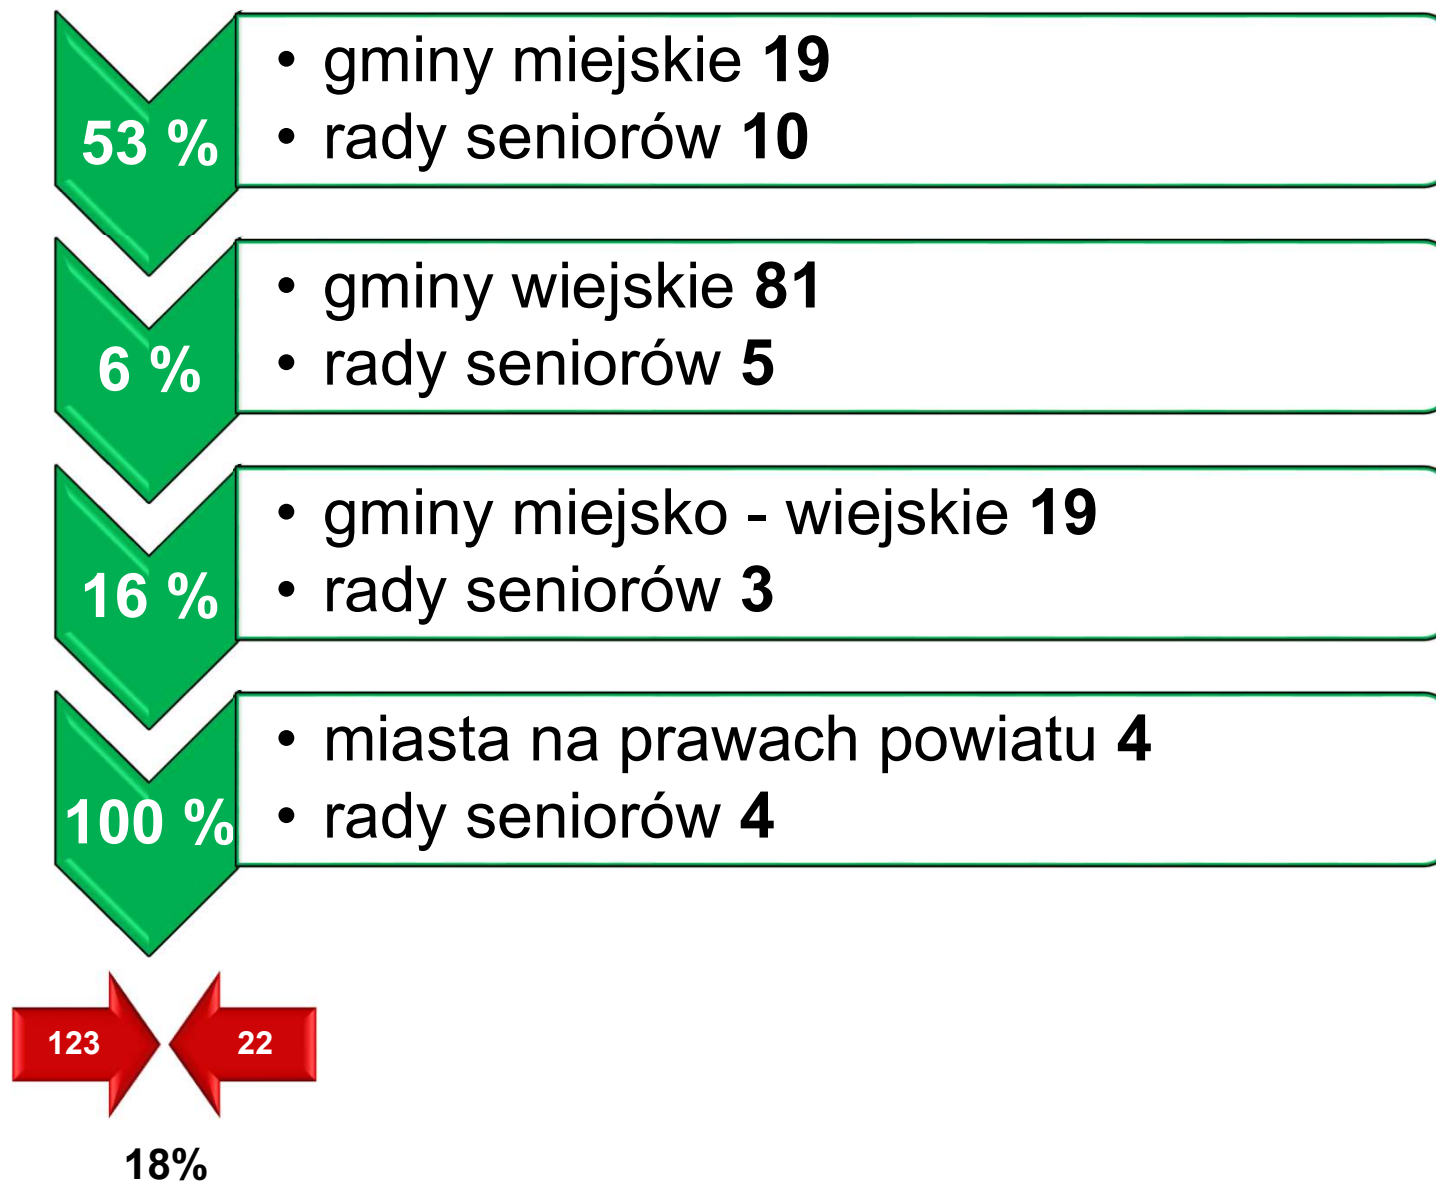 53 %
• gminy miejskie 19
• rady seniorów 10
6 %
• gminy wiejskie 81
• rady seniorów 5
16 %
• gminy miejsko - wiejskie 19
• rady seniorów 3
100 %
• miasta na prawach powiatu 4
• rady seniorów 4
123 22
18%